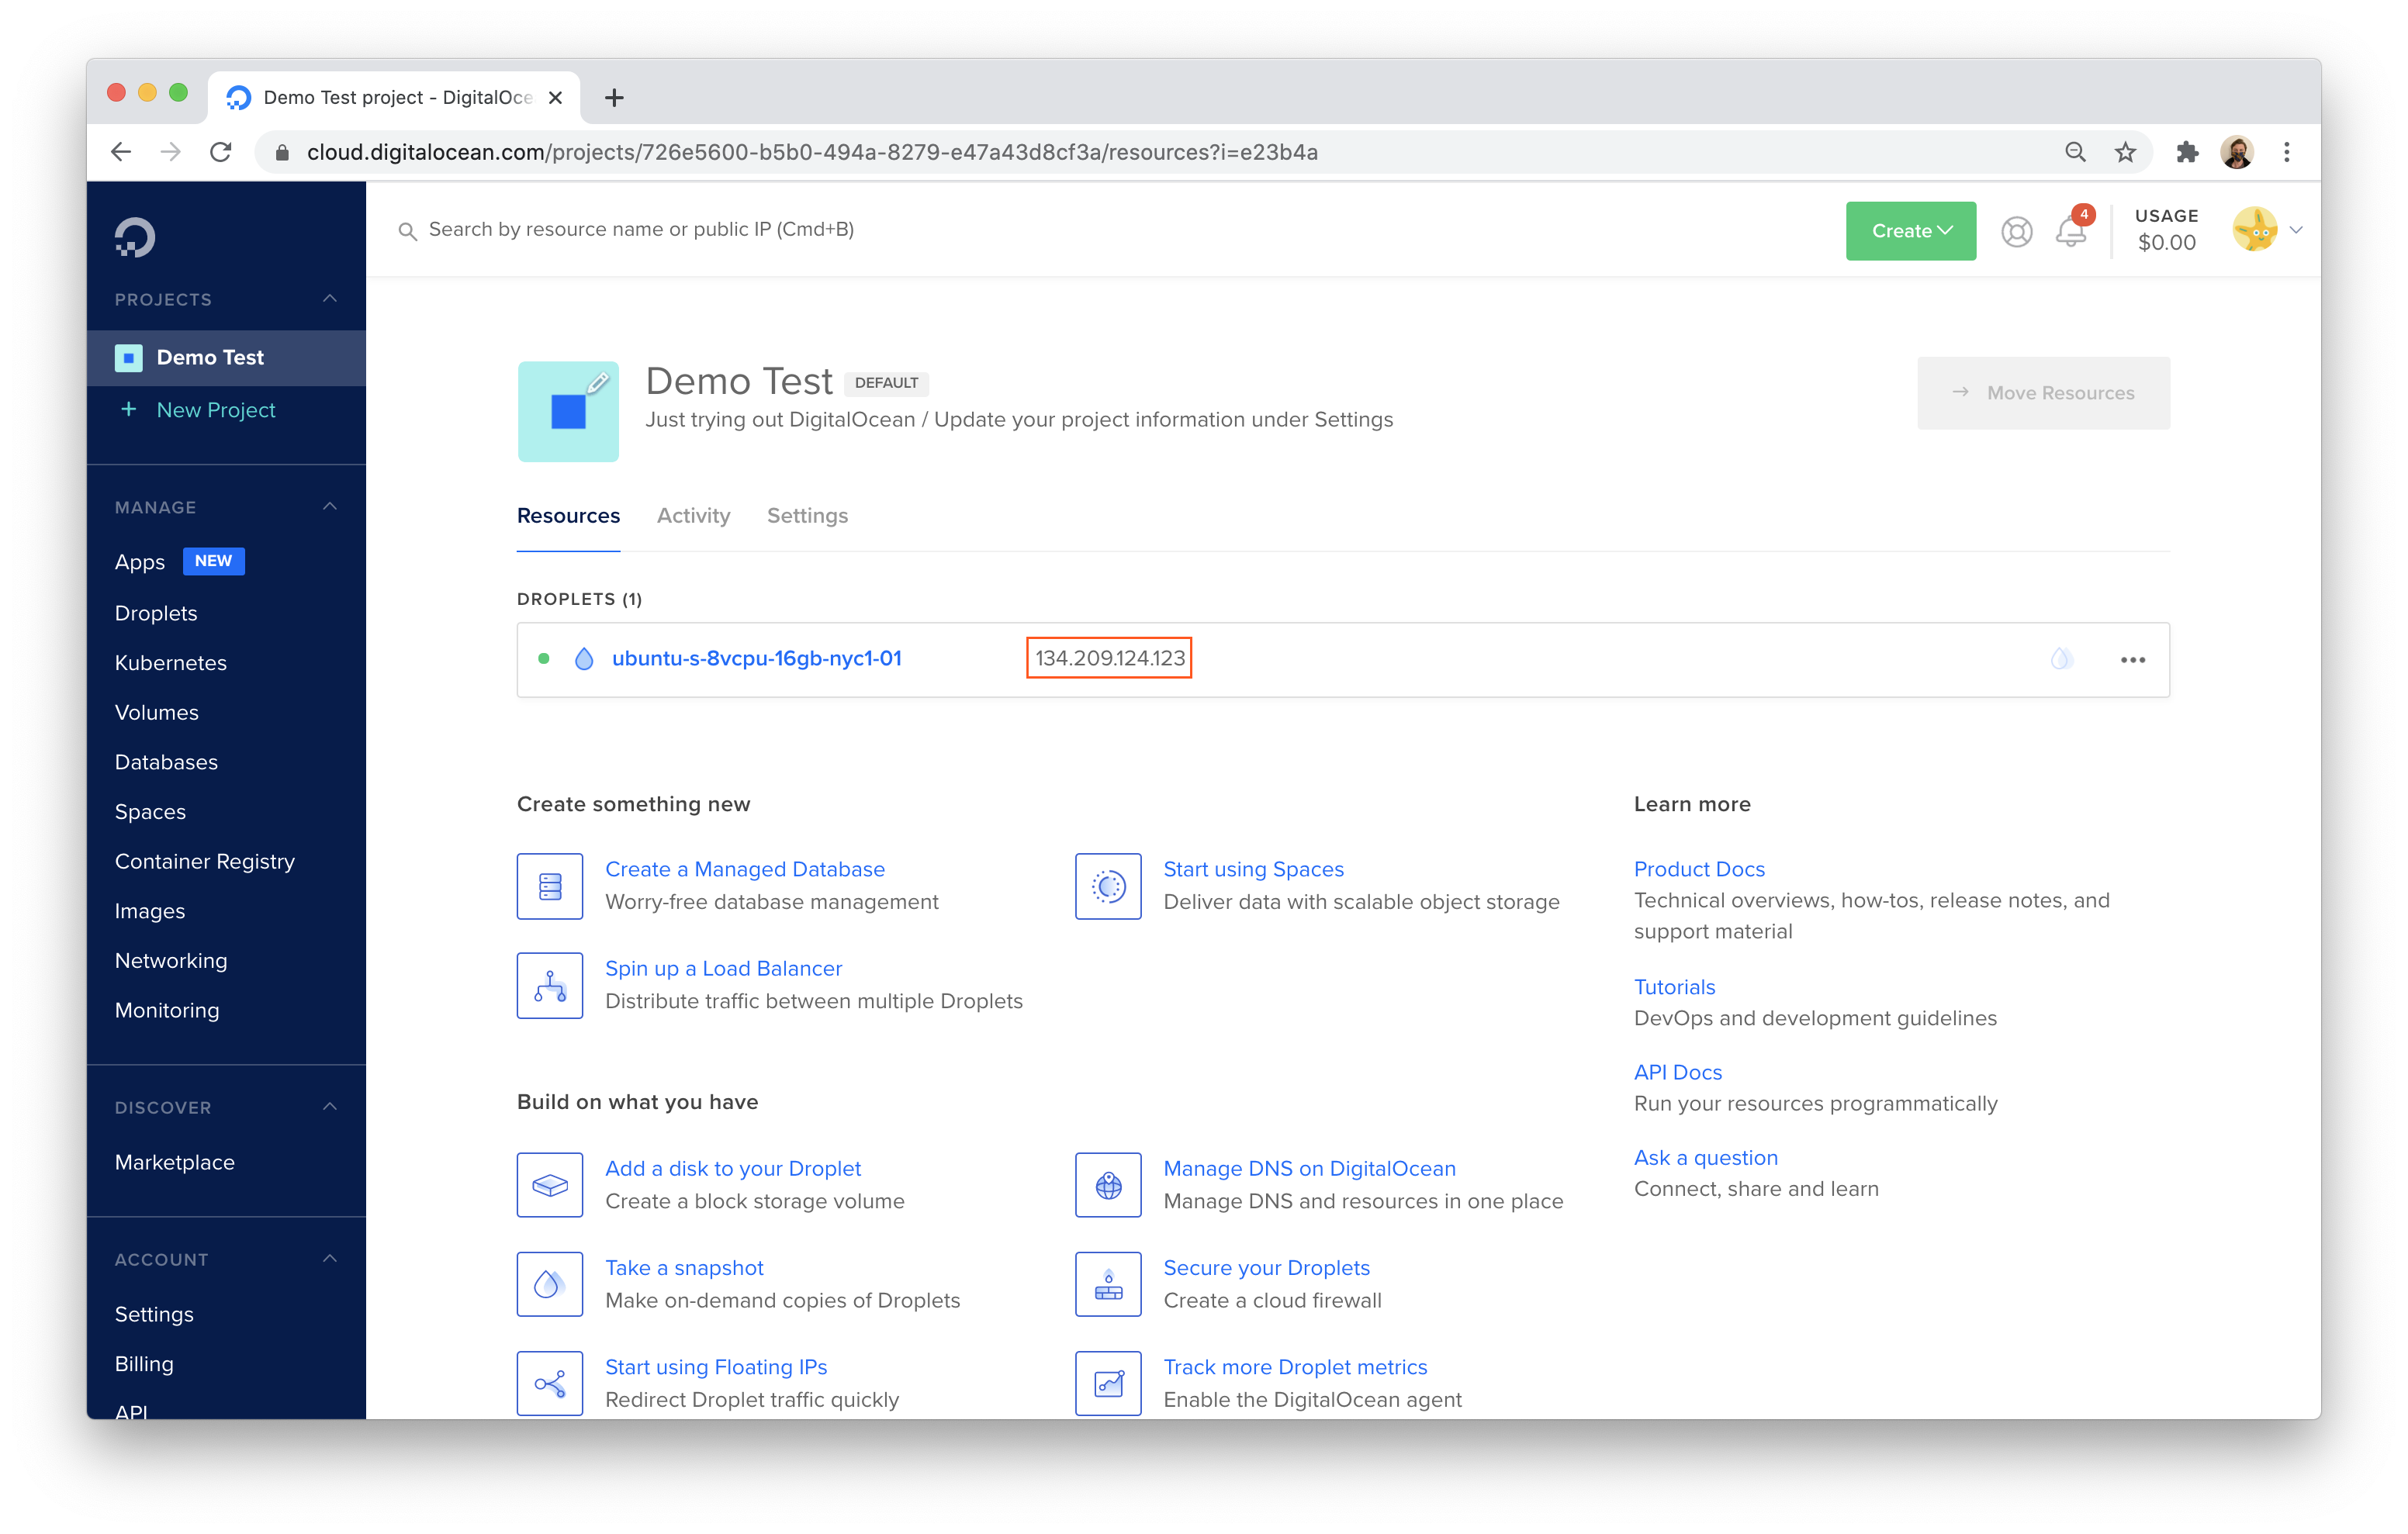 Demo Test project - DigitalOce
cloud.digitalocean.com/projects/726e5600-b5b0-494a-8279-e47a43d8cf3a/resources?i=e23b4a
Search by resource name or public IP (Cmd+B)
Create
4
USAGE
$0.00
PROJECTS
Demo Test
New Project
MANAGE
Apps NEW
Droplets
Kubernetes
Volumes
Databases
Spaces
Container Registry
Images
Networking
Monitoring
DISCOVER
Marketplace
ACCOUNT
Settings
Billing
API
Demo Test DEFAULT
Just trying out DigitalOcean / Update your project information under Settings
Move Resources
Resources Activity Settings
DROPLETS (1)
ubuntu-s-8vcpu-16gb-nyc1-01 134.209.124.123
Create something new
Create a Managed Database
Worry-free database management
Start using Spaces
Deliver data with scalable object storage
Spin up a Load Balancer
Distribute traffic between multiple Droplets
Build on what you have
Add a disk to your Droplet
Create a block storage volume
Manage DNS on DigitalOcean
Manage DNS and resources in one place
Take a snapshot
Make on-demand copies of Droplets
Secure your Droplets
Create a cloud firewall
Start using Floating IPs
Redirect Droplet traffic quickly
Track more Droplet metrics
Enable the DigitalOcean agent
Learn more
Product Docs
Technical overviews, how-tos, release notes, and
support material
Tutorials
DevOps and development guidelines
API Docs
Run your resources programmatically
Ask a question
Connect, share and learn